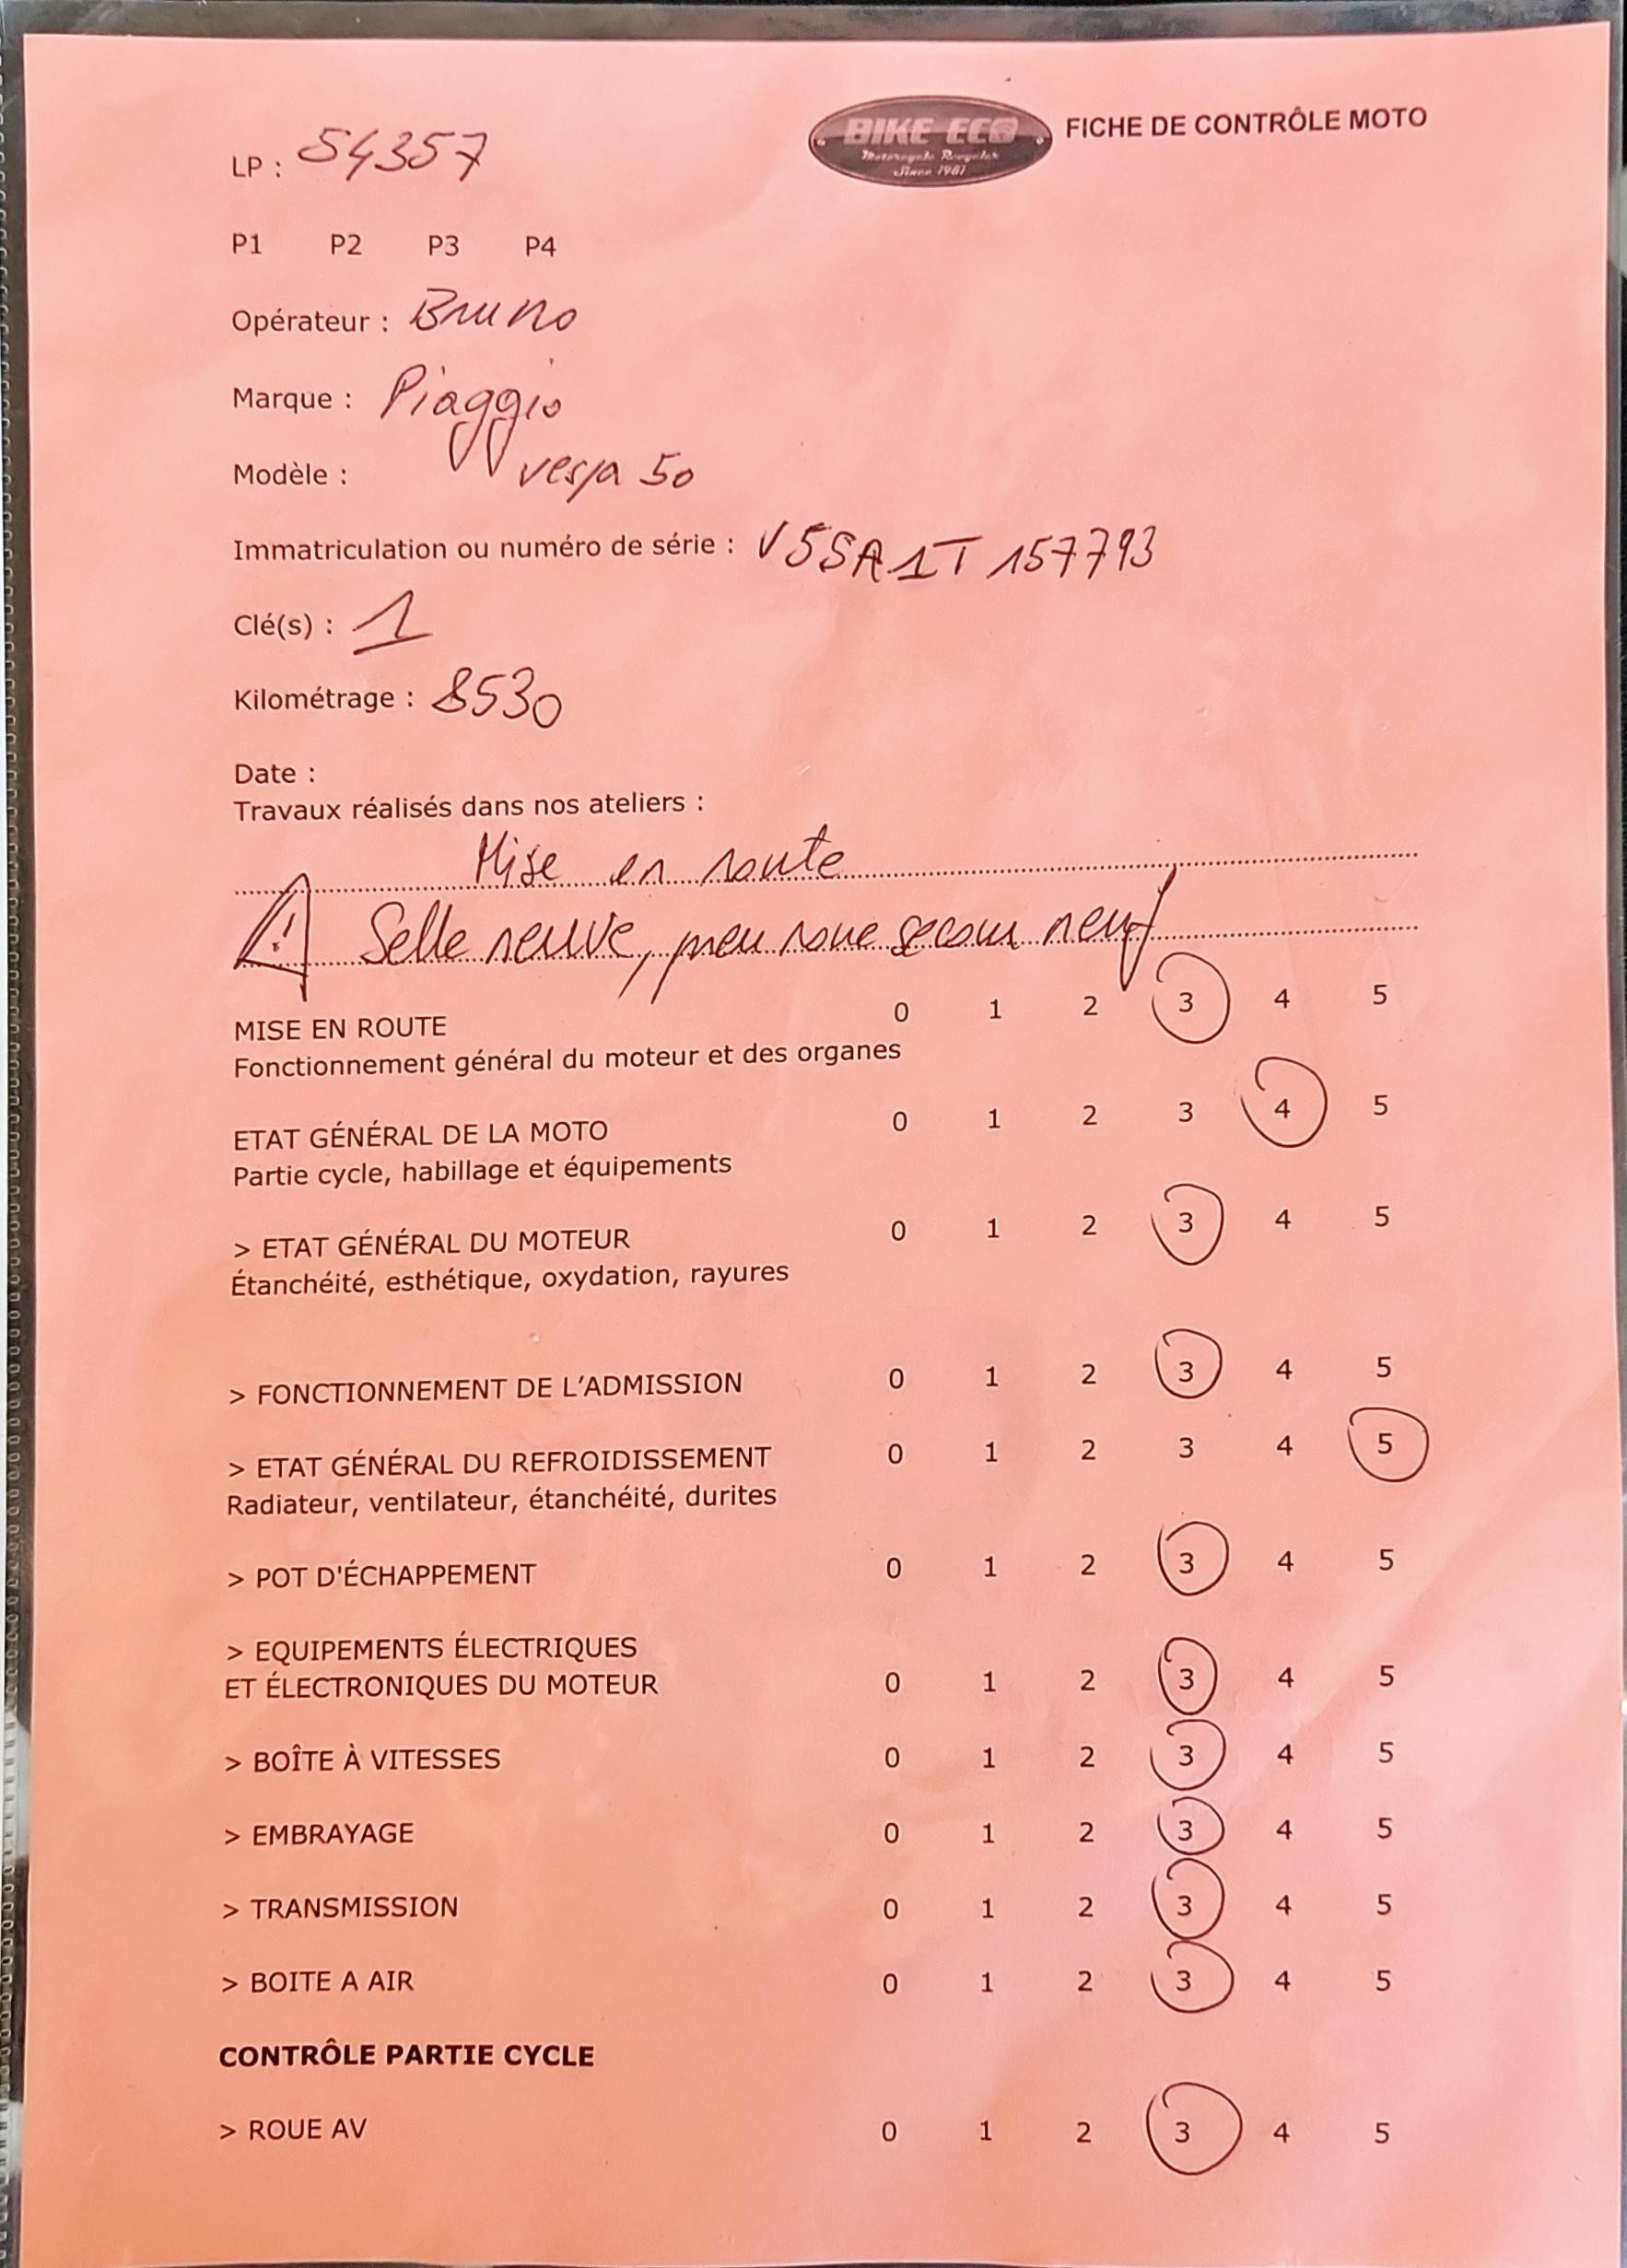 BIKE ECO
Motorcycle Recycler
Since 1981
FICHE DE CONTRÔLE MOTO
LP : 54357
P1 P2 P3 P4
Opérateur : Bruno
Marque : Piaggio
Modèle : vespa 50
Immatriculation ou numéro de série : V5SA1T 157793
Clé(s) : 1
Kilométrage : 8530
Date :
Travaux réalisés dans nos ateliers :
Mise en route
! Selle neuve, pneu roue secour neuf
MISE EN ROUTE 0 1 2 3 4 5
Fonctionnement général du moteur et des organes
ETAT GÉNÉRAL DE LA MOTO 0 1 2 3 4 5
Partie cycle, habillage et équipements
> ETAT GÉNÉRAL DU MOTEUR 0 1 2 3 4 5
Étanchéité, esthétique, oxydation, rayures
> FONCTIONNEMENT DE L'ADMISSION 0 1 2 3 4 5
> ETAT GÉNÉRAL DU REFROIDISSEMENT 0 1 2 3 4 5
Radiateur, ventilateur, étanchéité, durites
> POT D'ÉCHAPPEMENT 0 1 2 3 4 5
> EQUIPEMENTS ÉLECTRIQUES
ET ÉLECTRONIQUES DU MOTEUR 0 1 2 3 4 5
> BOÎTE À VITESSES 0 1 2 3 4 5
> EMBRAYAGE 0 1 2 3 4 5
> TRANSMISSION 0 1 2 3 4 5
> BOITE A AIR 0 1 2 3 4 5
CONTRÔLE PARTIE CYCLE
> ROUE AV 0 1 2 3 4 5